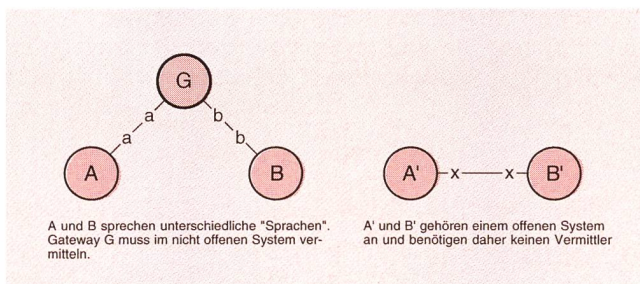 G
a b
a b
A B A' x x B'
A und B sprechen unterschiedliche "Sprachen".
Gateway G muss im nicht offenen System ver-
mitteln.
A' und B' gehören einem offenen System
an und benötigen daher keinen Vermittler